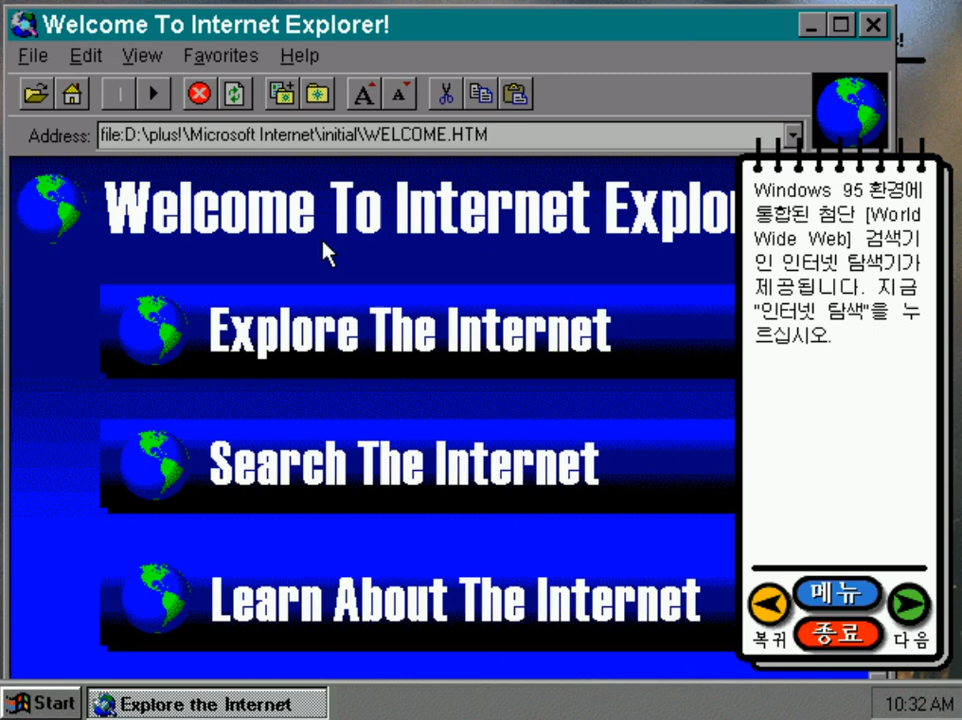 Welcome To Internet Explorer!
File Edit View Favorites Help
A A
Address: file:D:\plus!\Microsoft Internet\initial\WELCOME.HTM
Welcome To Internet Explo
Explore The Internet
Search The Internet
Learn About The Internet
Windows 95 환경에
통합된 첨단 [World
Wide Web] 검색기
인 인터넷 탐색기가
제공됩니다. 지금
"인터넷 탐색"을 누
르십시오.
메뉴
복귀 종료 다음
Start Explore the Internet 10:32 AM